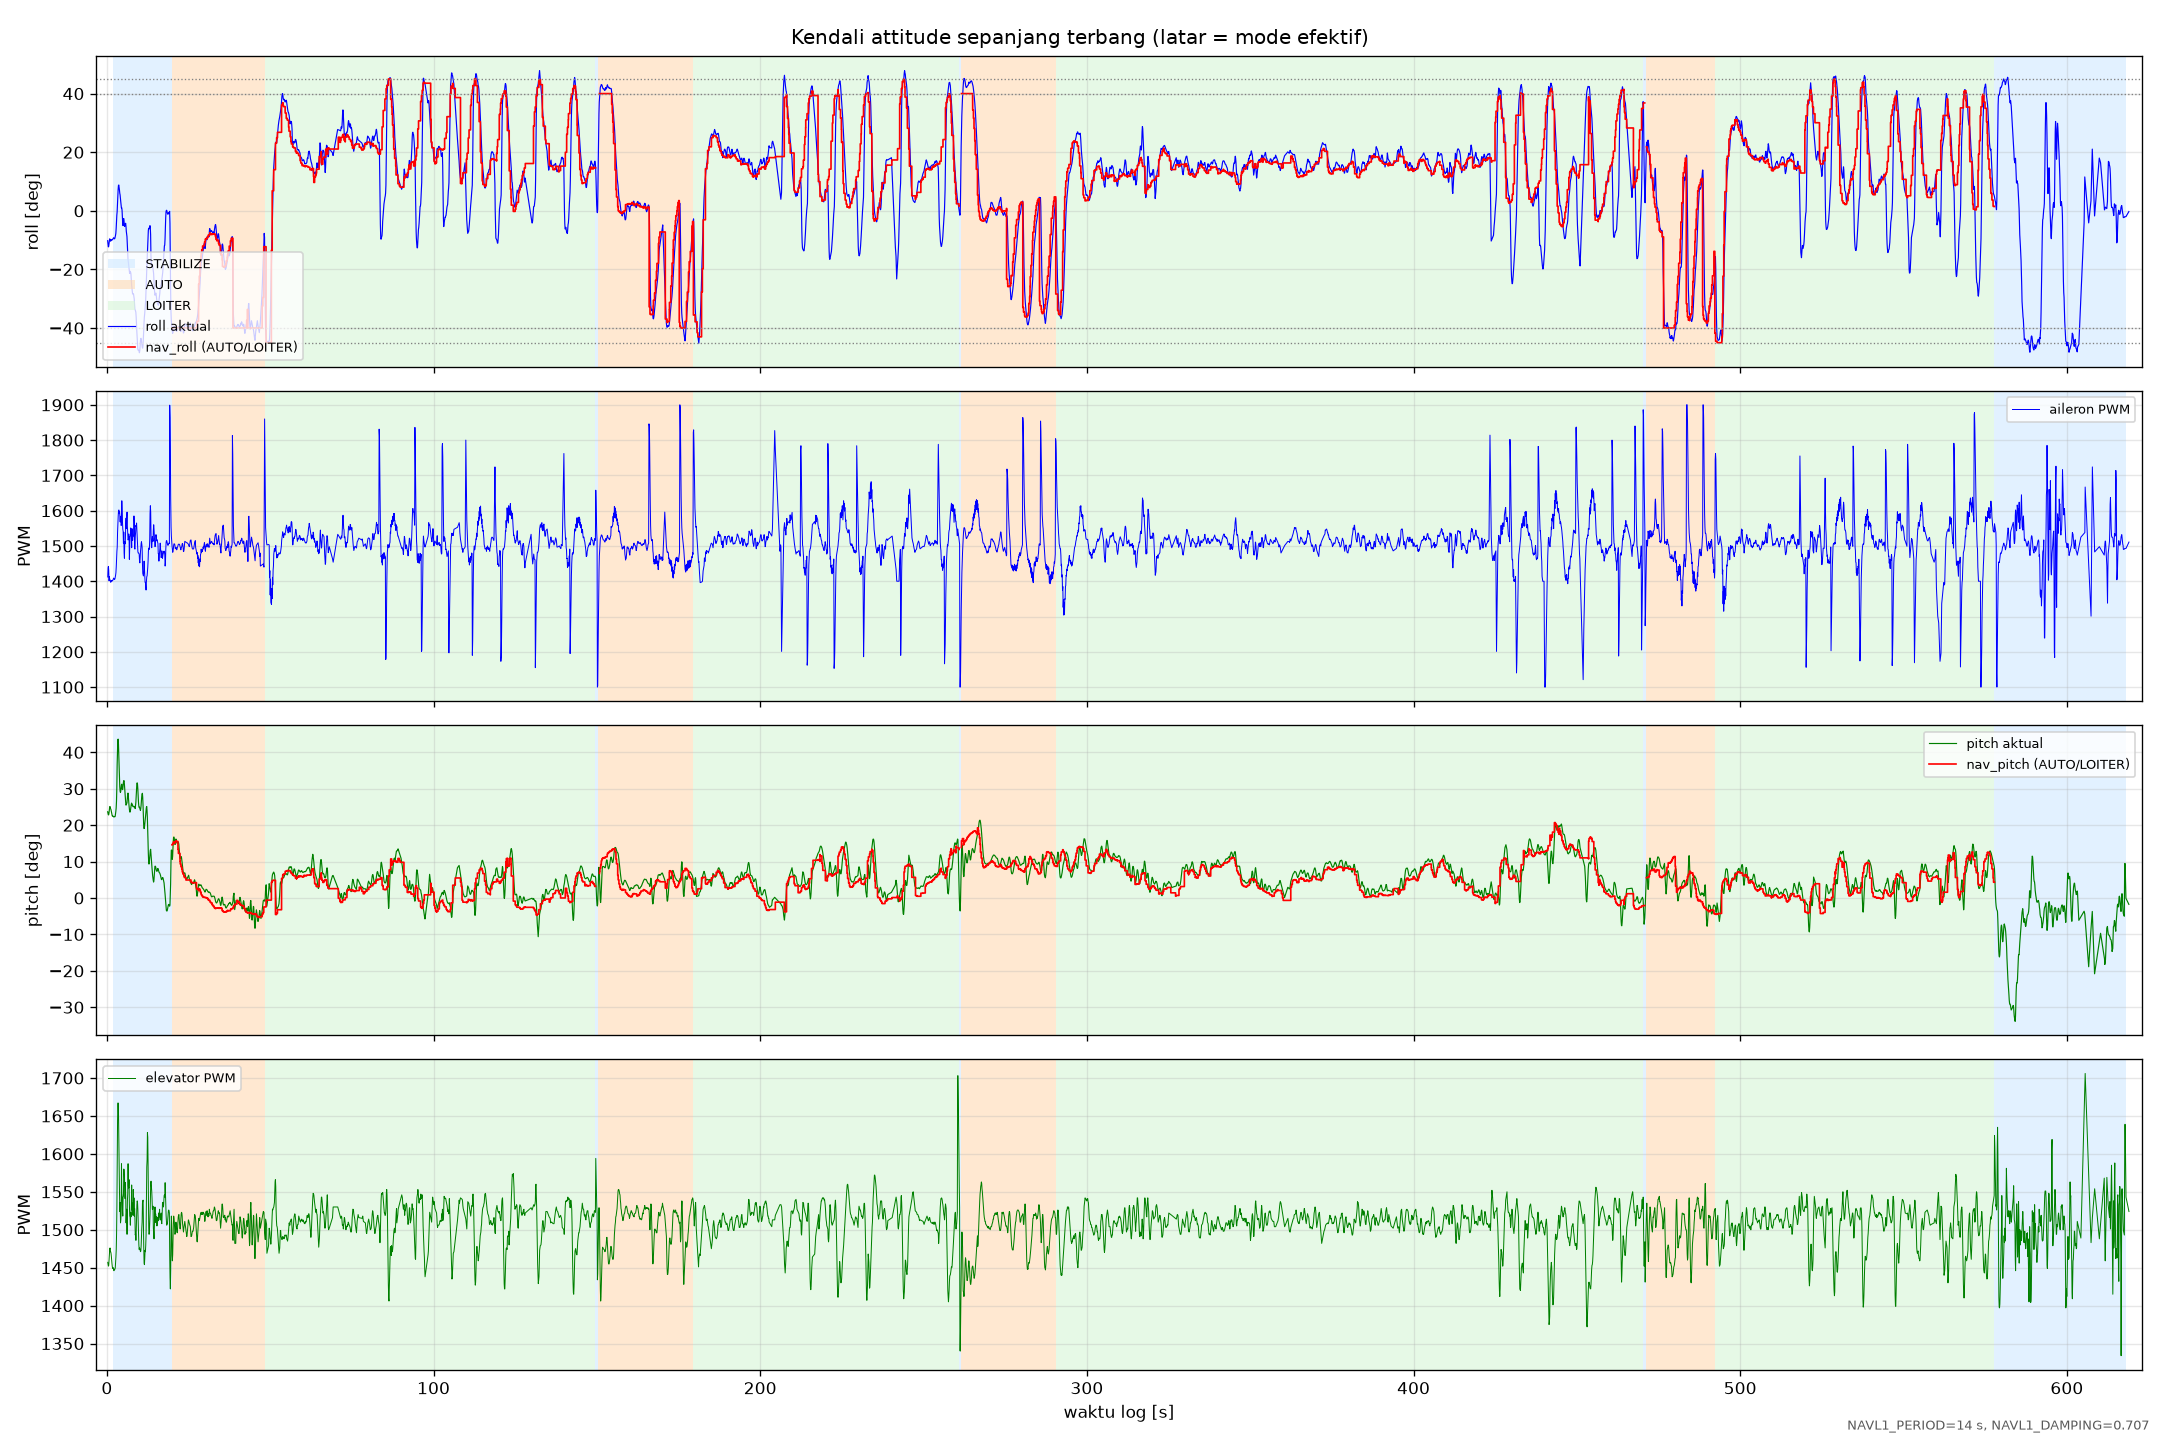 Kendali attitude sepanjang terbang (latar = mode efektif)
roll [deg]
40
20
0
−20
−40
STABILIZE
AUTO
LOITER
roll aktual
nav_roll (AUTO/LOITER)
PWM
1900
1800
1700
1600
1500
1400
1300
1200
1100
aileron PWM
pitch [deg]
40
30
20
10
0
−10
−20
−30
pitch aktual
nav_pitch (AUTO/LOITER)
PWM
1700
1650
1600
1550
1500
1450
1400
1350
elevator PWM
0 100 200 300 400 500 600
waktu log [s]
NAVL1_PERIOD=14 s, NAVL1_DAMPING=0.707